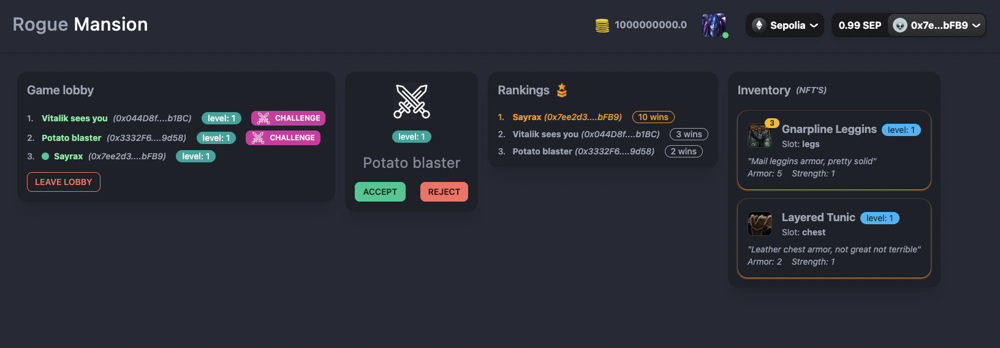 Rogue Mansion
1000000000.0
Sepolia
0.99 SEP
0x7e...bFB9
Game lobby
1. Vitalik sees you (0x044D8f....b1BC) level: 1 CHALLENGE
2. Potato blaster (0x3332F6....9d58) level: 1 CHALLENGE
3. Sayrax (0x7ee2d3....bFB9) level: 1
LEAVE LOBBY
level: 1
Potato blaster
ACCEPT REJECT
Rankings
1. Sayrax (0x7ee2d3....bFB9) 10 wins
2. Vitalik sees you (0x044D8f....b1BC) 3 wins
3. Potato blaster (0x3332F6....9d58) 2 wins
Inventory (NFT'S)
3
Gnarpline Leggins level: 1
Slot: legs
"Mail leggins armor, pretty solid"
Armor: 5 Strength: 1
Layered Tunic level: 1
Slot: chest
"Leather chest armor, not great not terrible"
Armor: 2 Strength: 1